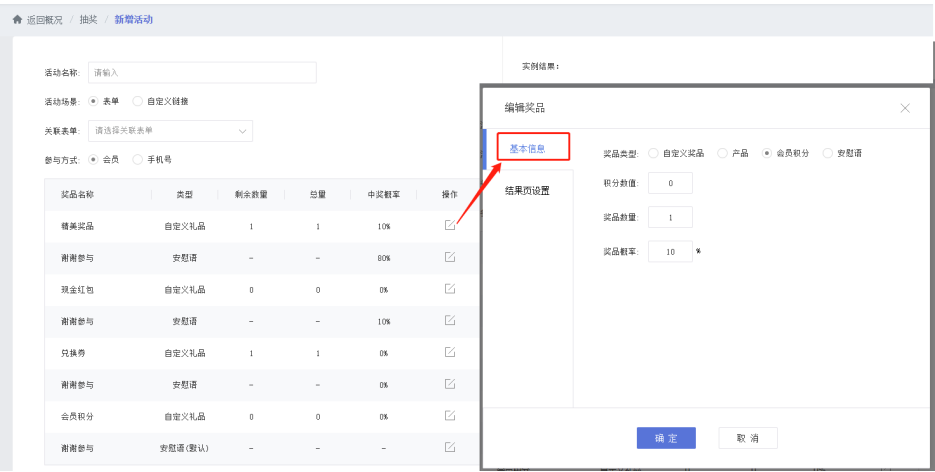 返回概况 / 抽奖 / 新增活动
活动名称: 请输入
活动场景: 表单 自定义链接
关联表单: 请选择关联表单
参与方式: 会员 手机号
奖品名称 类型 剩余数量 总量 中奖概率 操作
精美奖品 自定义礼品 1 1 10%
谢谢参与 安慰语 - - 80%
现金红包 自定义礼品 0 0 0%
谢谢参与 安慰语 - - 10%
兑换券 自定义礼品 1 1 0%
谢谢参与 安慰语 - - 0%
会员积分 自定义礼品 0 0 0%
谢谢参与 安慰语(默认) - - -
实例结果：
编辑奖品
基本信息
结果页设置
奖品类型: 自定义奖品 产品 会员积分 安慰语
积分数值: 0
奖品数量: 1
奖品概率: 10 %
确定 取消